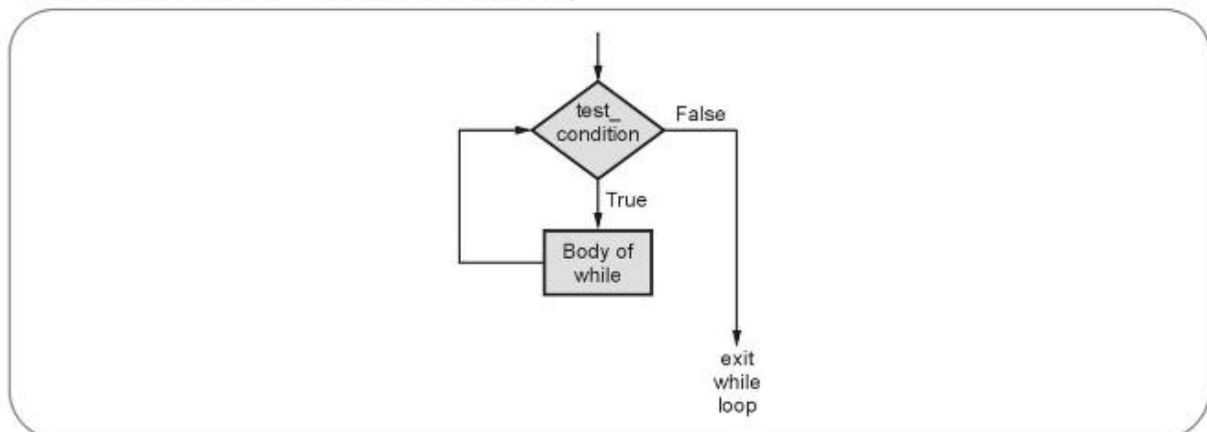 test_
condition
False
True
Body of
while
exit
while
loop